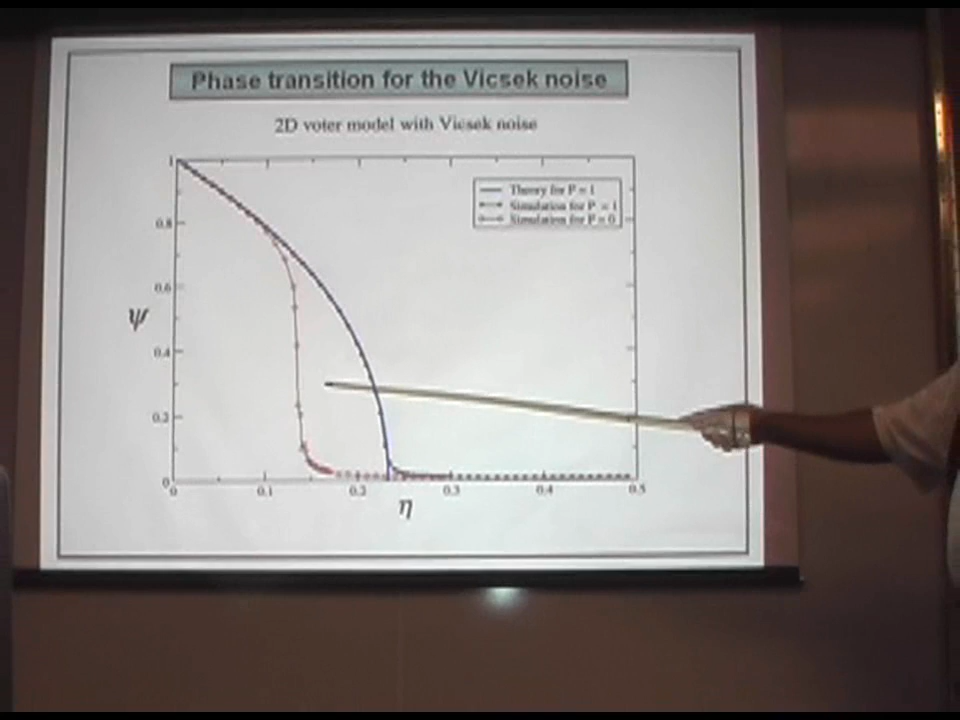 Phase transition for the Vicsek noise
2D voter model with Vicsek noise
1
Theory for P = 1
Simulation for P = 1
Simulation for P = 0
0.8
0.6
ψ
0.4
0.2
0
0 0.1 0.2 0.3 0.4 0.5
η